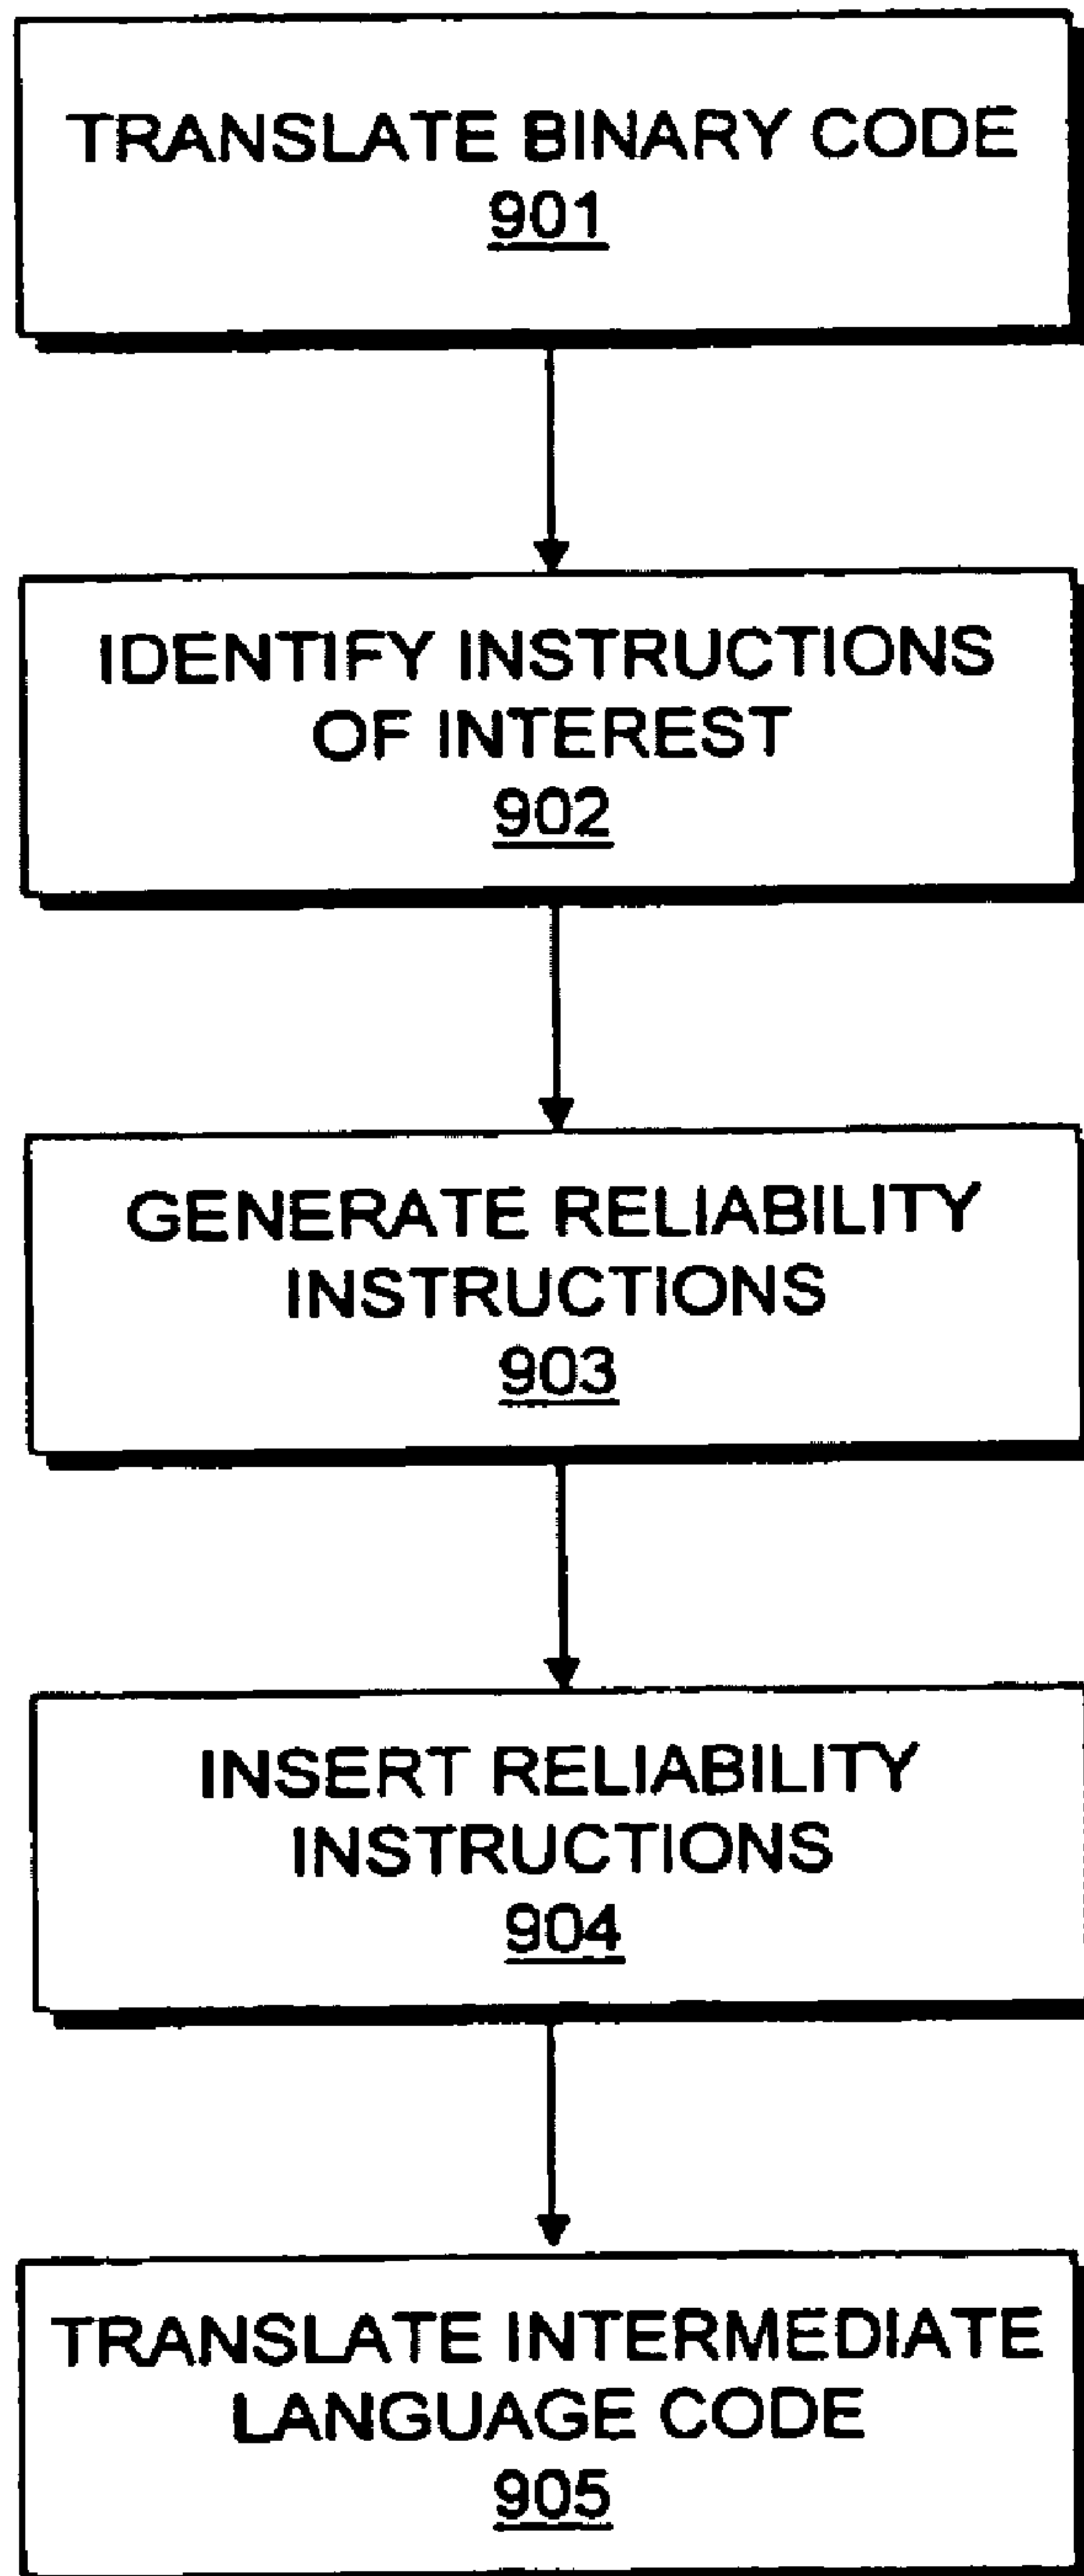 TRANSLATE BINARY CODE
901
IDENTIFY INSTRUCTIONS
OF INTEREST
902
GENERATE RELIABILITY
INSTRUCTIONS
903
INSERT RELIABILITY
INSTRUCTIONS
904
TRANSLATE INTERMEDIATE
LANGUAGE CODE
905